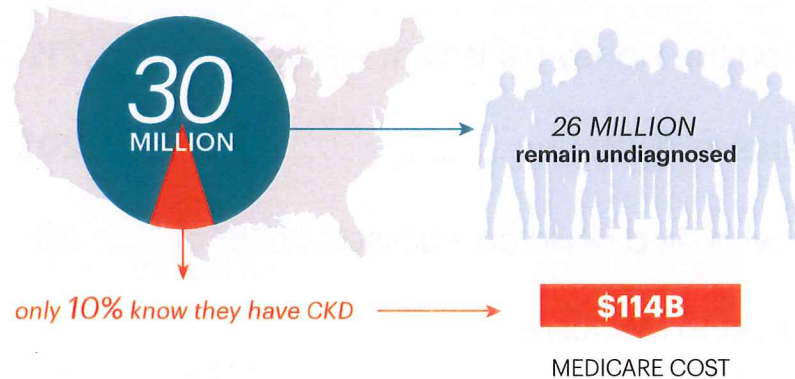 30
MILLION
26 MILLION
remain undiagnosed
only 10% know they have CKD
$114B
MEDICARE COST